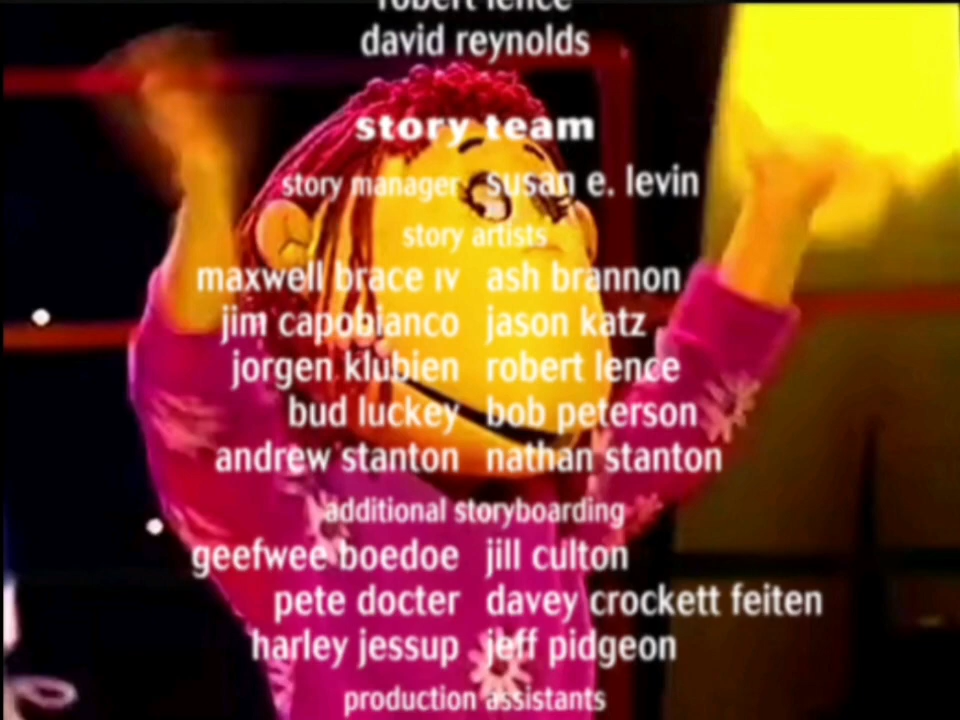 robert lence
david reynolds
story team
story manager susan e. levin
story artists
maxwell brace IV ash brannon
jim capobianco jason katz
jorgen klubien robert lence
bud luckey bob peterson
andrew stanton nathan stanton
additional storyboarding
geefwee boedoe jill culton
pete docter davey crockett feiten
harley jessup jeff pidgeon
production assistants